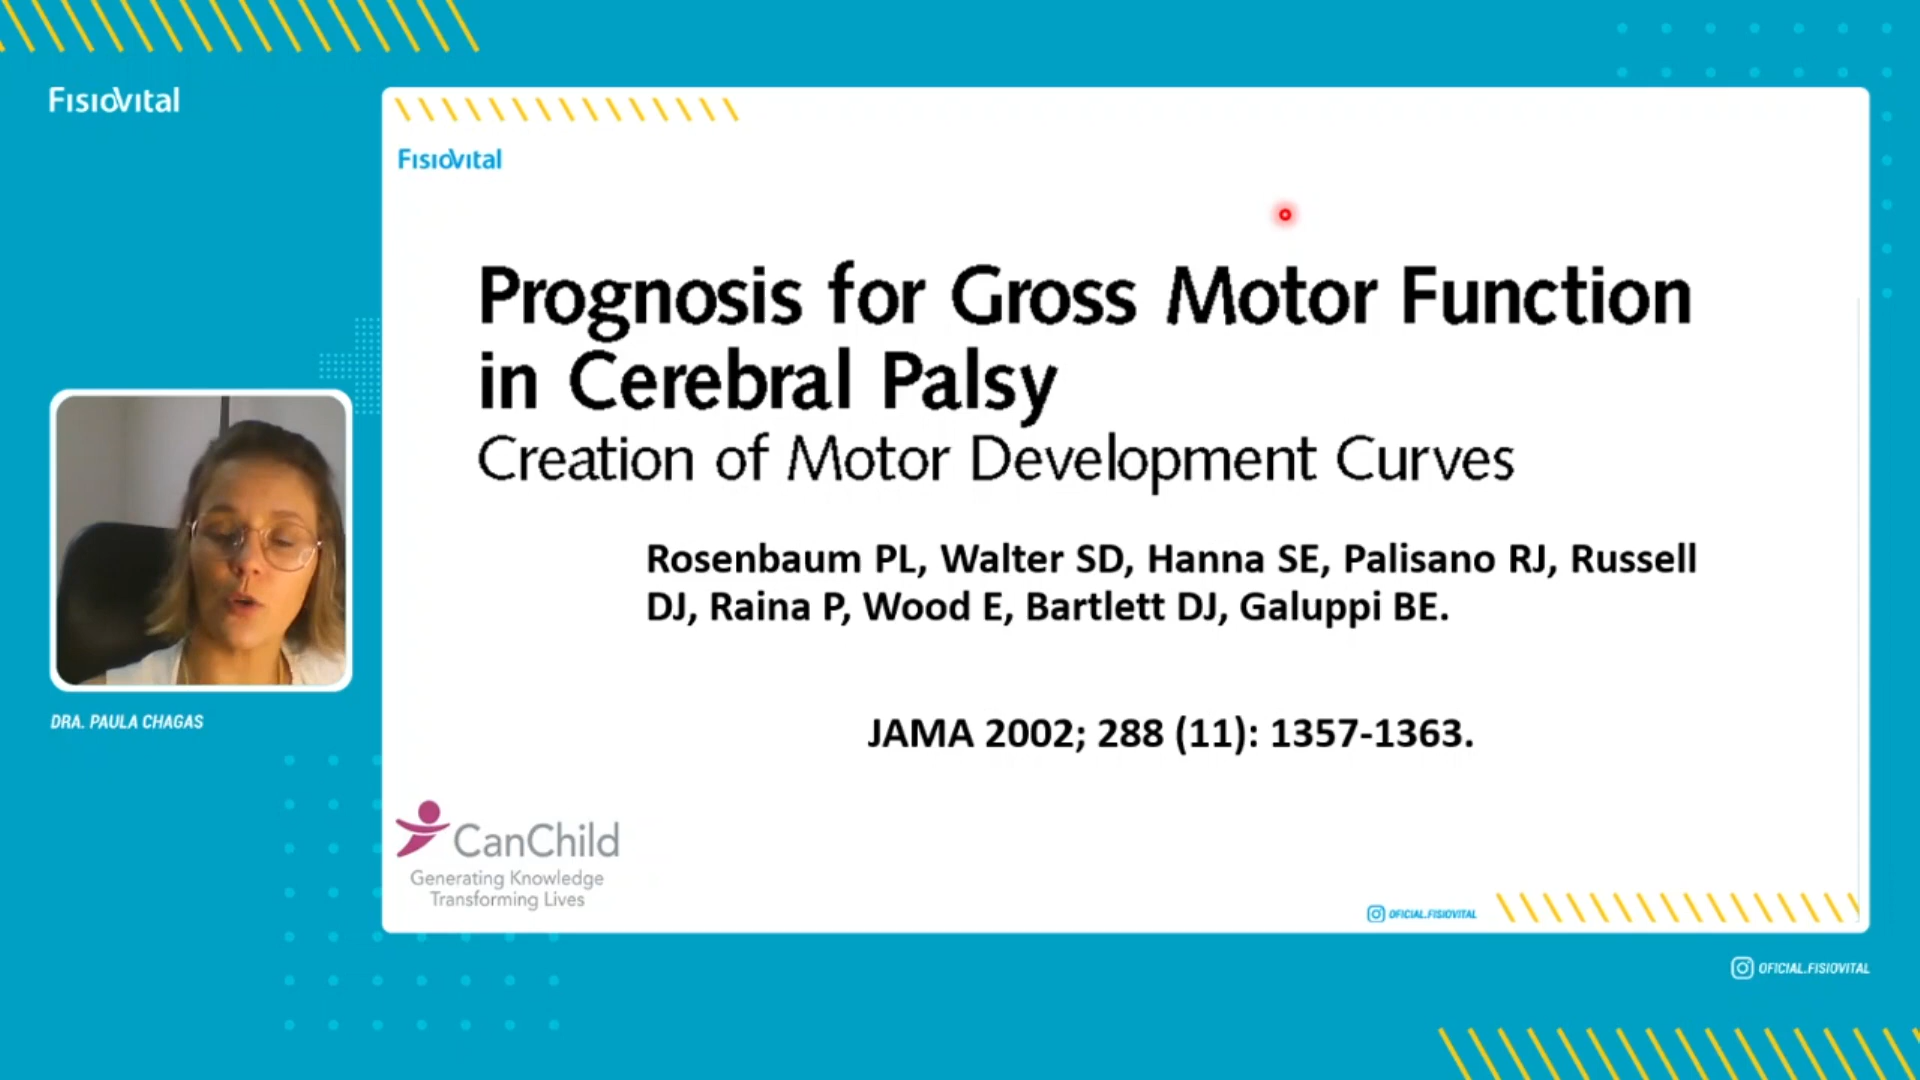 FisioVital
FisioVital
Prognosis for Gross Motor Function
in Cerebral Palsy
Creation of Motor Development Curves
Rosenbaum PL, Walter SD, Hanna SE, Palisano RJ, Russell
DJ, Raina P, Wood E, Bartlett DJ, Galuppi BE.
DRA. PAULA CHAGAS
JAMA 2002; 288 (11): 1357-1363.
CanChild
Generating Knowledge
Transforming Lives
OFICIAL.FISIOVITAL
OFICIAL.FISIOVITAL